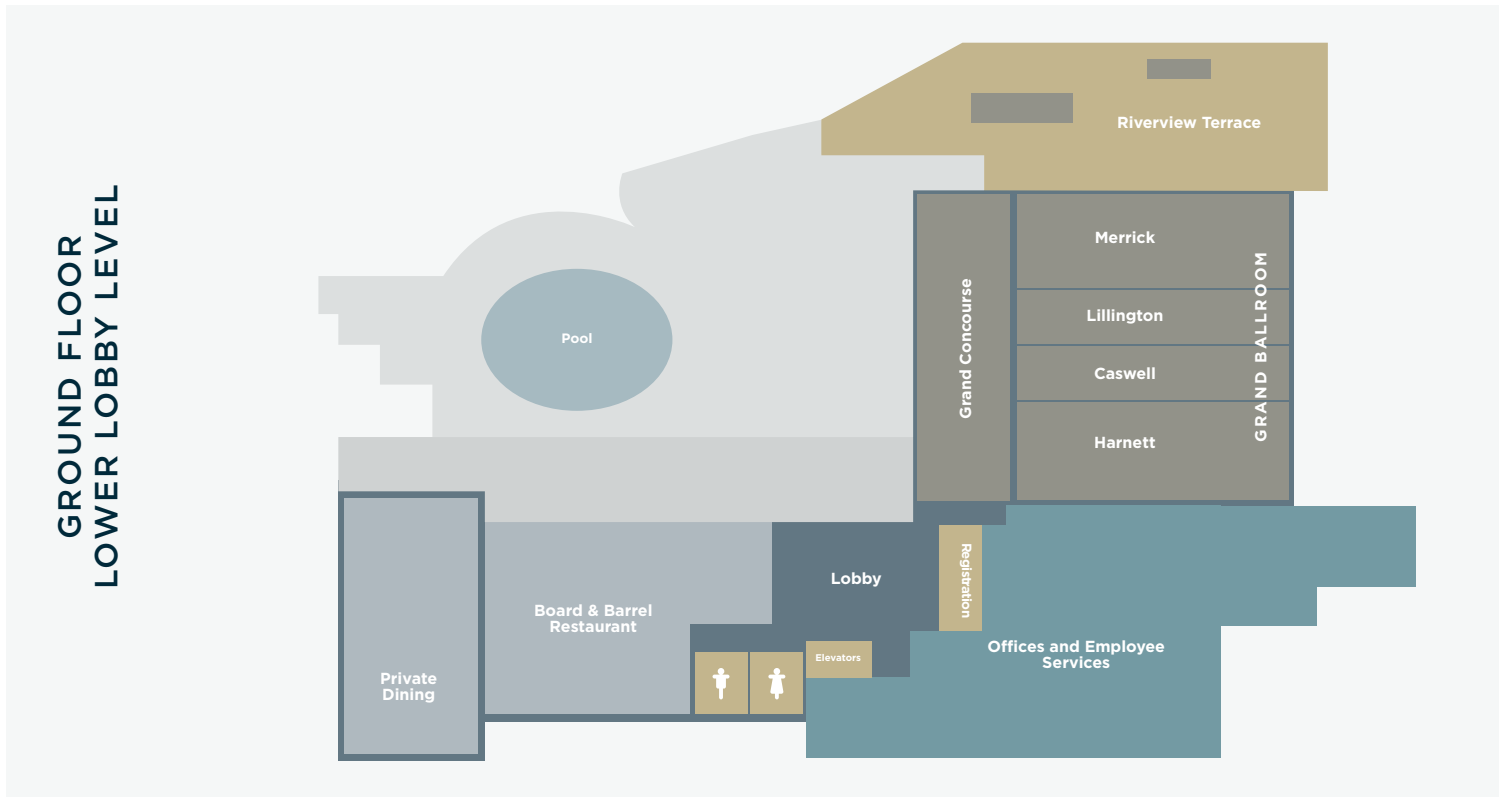 GROUND FLOOR
LOWER LOBBY LEVEL
Riverview Terrace
Merrick
Lillington
Caswell
Harnett
GRAND BALLROOM
Grand Concourse
Pool
Lobby
Registration
Board & Barrel
Restaurant
Elevators
Offices and Employee
Services
Private
Dining